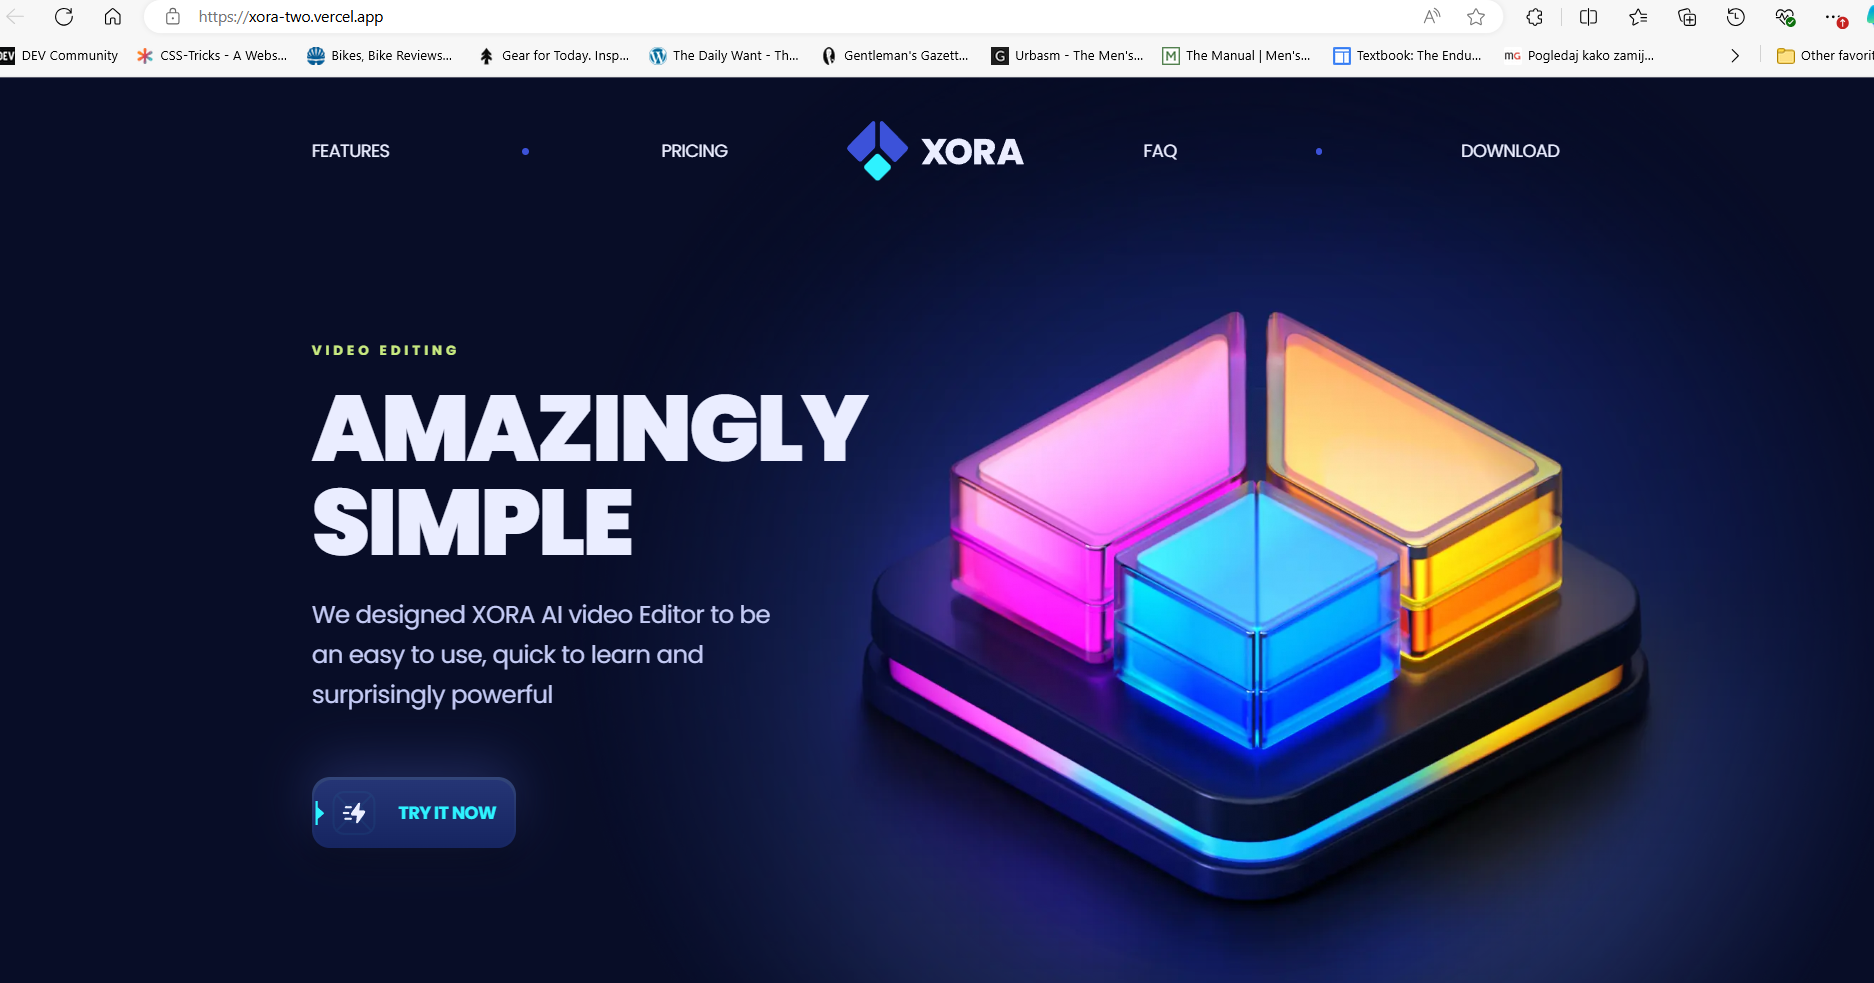 https://xora-two.vercel.app
DEV
DEV Community
CSS-Tricks - A Webs...
Bikes, Bike Reviews...
Gear for Today. Insp...
The Daily Want - Th...
Gentleman's Gazett...
G
Urbasm - The Men's...
M
The Manual | Men's...
Textbook: The Endu...
mG
Pogledaj kako zamij...
Other favorit
FEATURES
PRICING
XORA
FAQ
DOWNLOAD
VIDEO EDITING
AMAZINGLY
SIMPLE
We designed XORA AI video Editor to be
an easy to use, quick to learn and
surprisingly powerful
TRY IT NOW